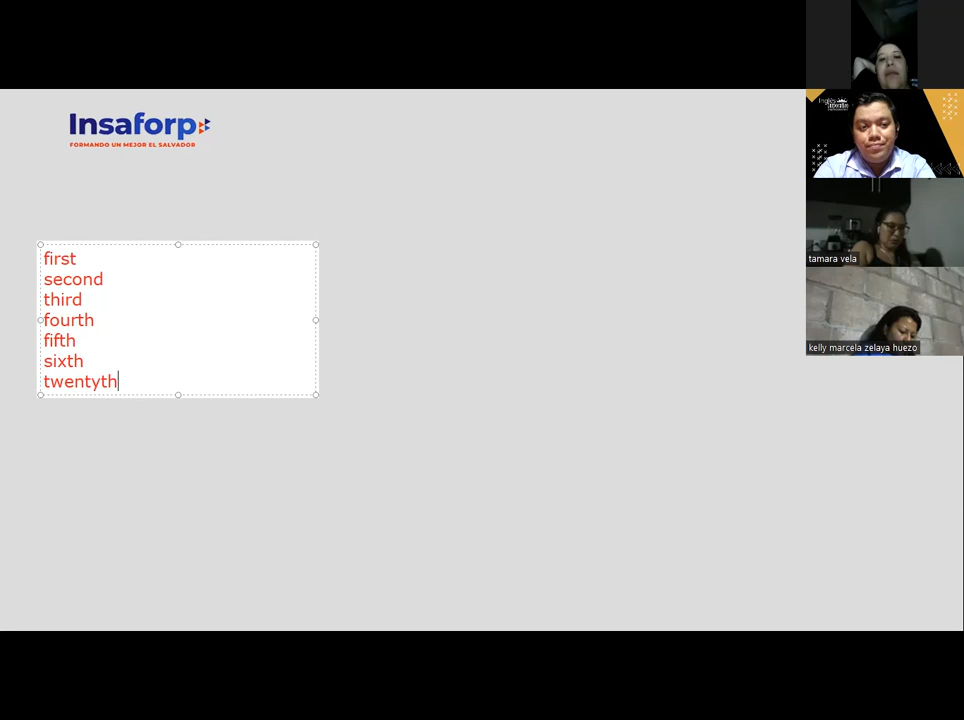 Insaforp
FORMANDO UN MEJOR EL SALVADOR
first
second
third
fourth
fifth
sixth
twentyth
Inglés
tamara vela
kelly marcela zelaya huezo